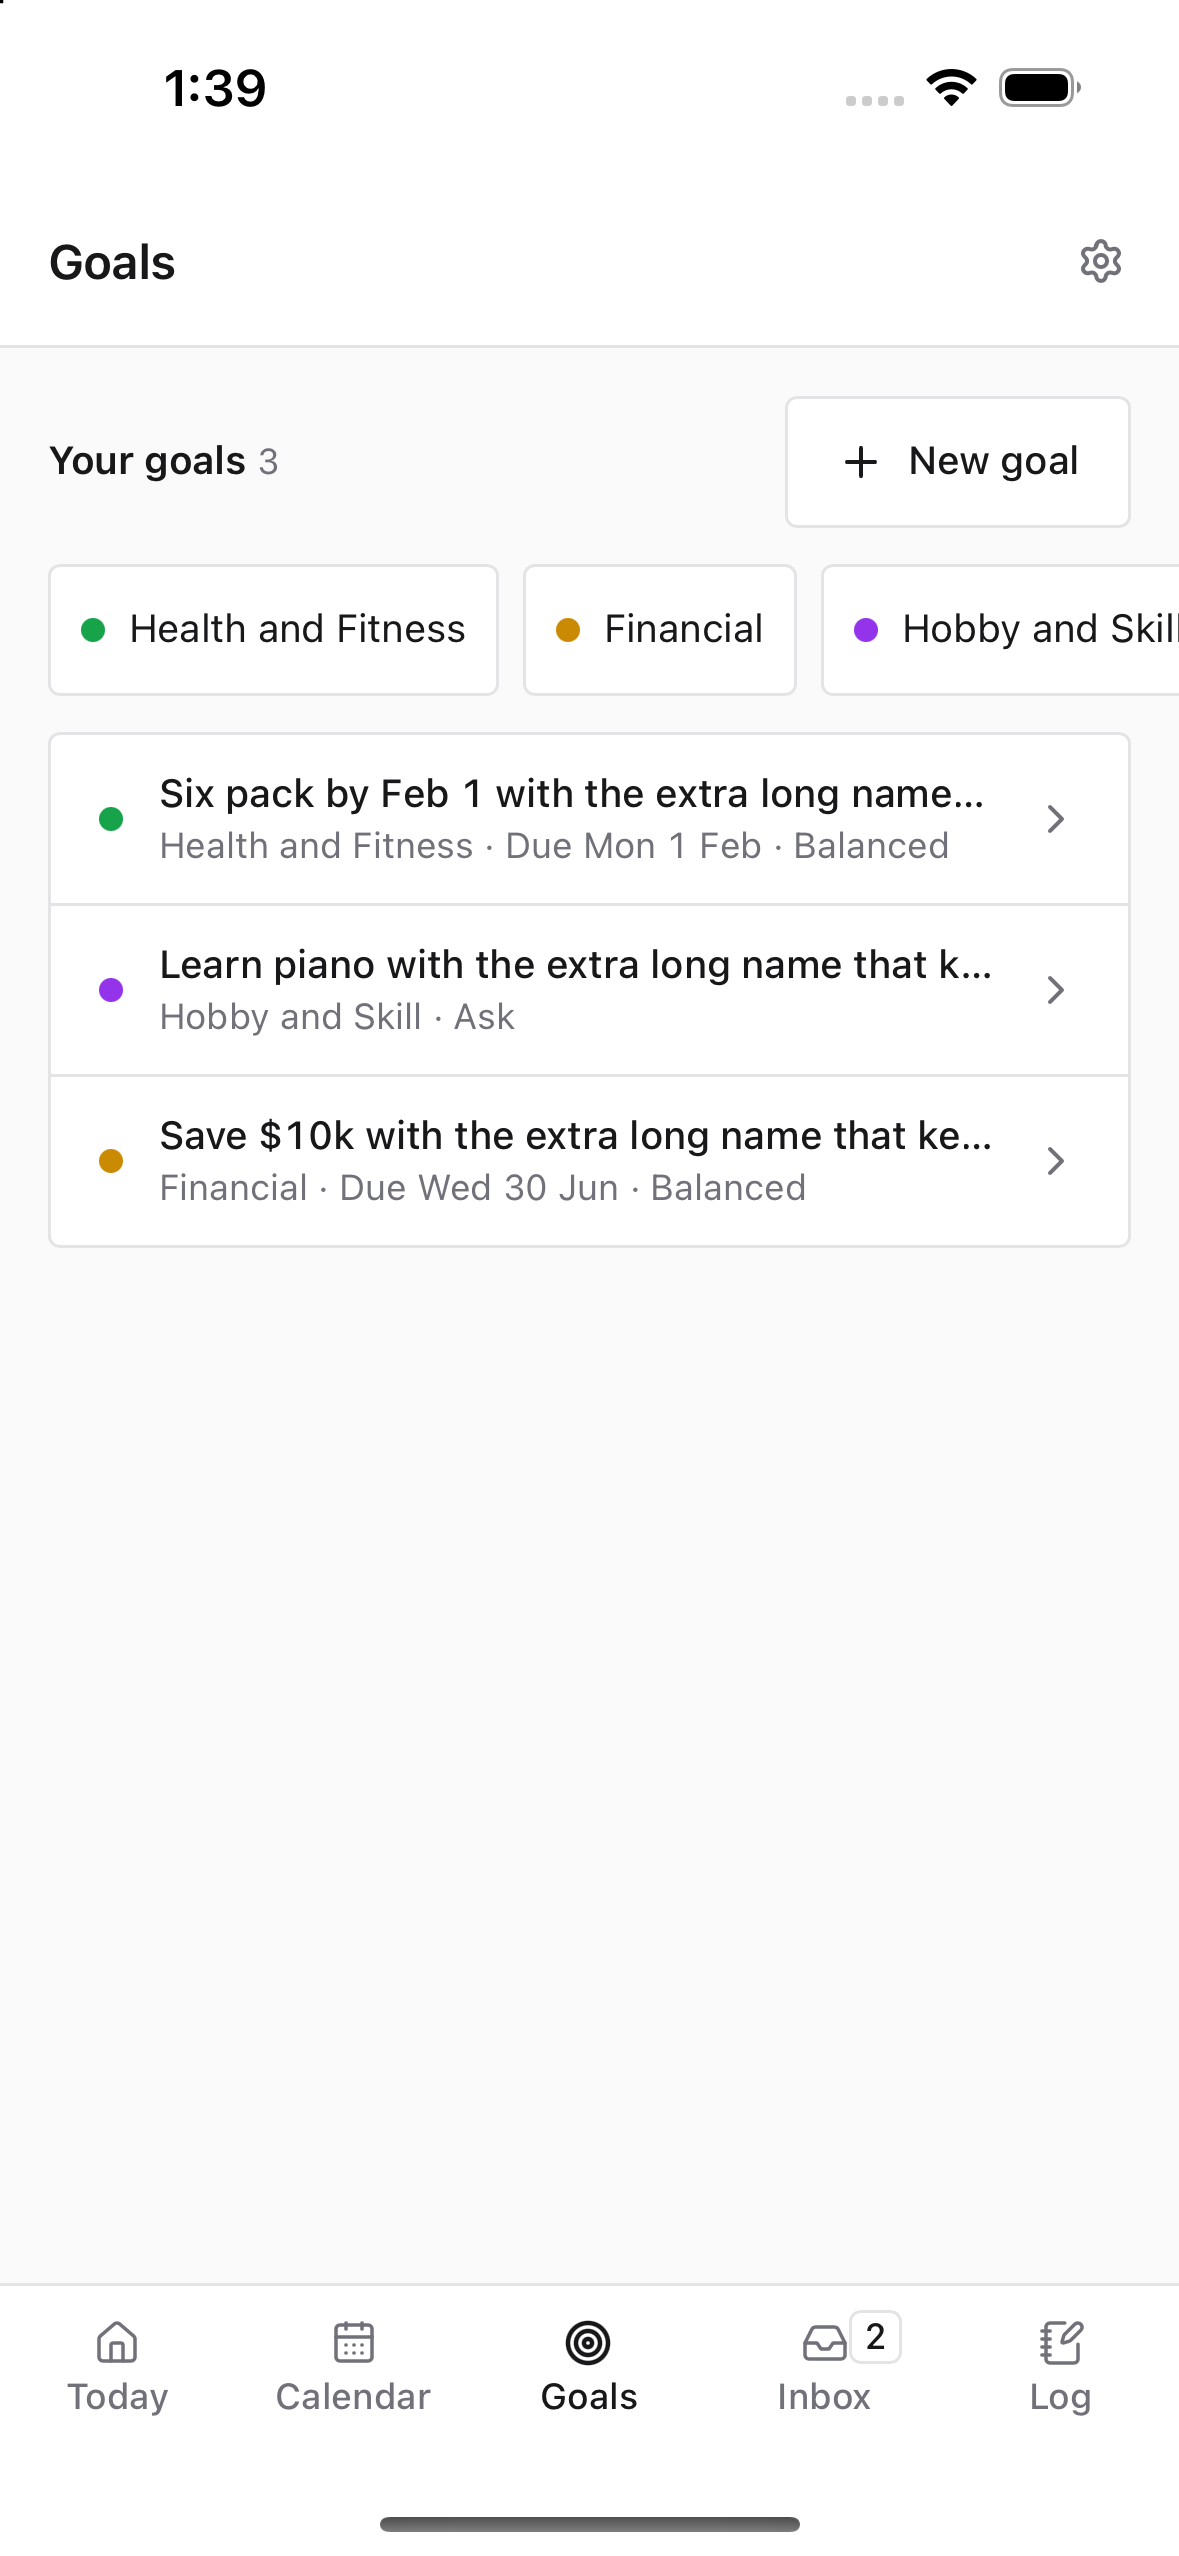 1:39
Goals
Your goals 3
New goal
Health and Fitness
Financial
Hobby and Skill
Six pack by Feb 1 with the extra long name...
Health and Fitness · Due Mon 1 Feb · Balanced
Learn piano with the extra long name that k...
Hobby and Skill · Ask
Save $10k with the extra long name that ke...
Financial · Due Wed 30 Jun · Balanced
2
Today
Calendar
Goals
Inbox
Log